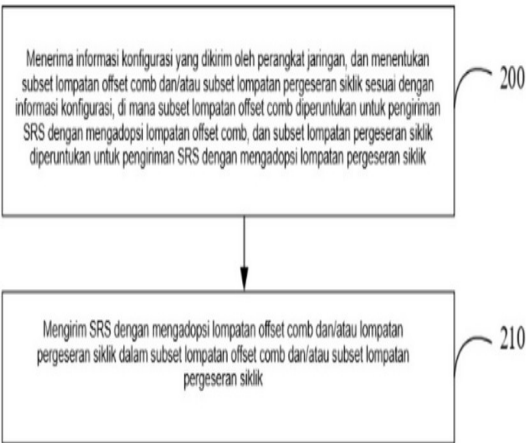 Menerima informasi konfigurasi yang dikirim oleh perangkat jaringan, dan menentukan
subset lompatan offset comb dan/atau subset lompatan pergeseran siklik sesuai dengan
informasi konfigurasi, di mana subset lompatan offset comb diperuntukan untuk pengiriman
SRS dengan mengadopsi lompatan offset comb, dan subset lompatan pergeseran siklik
diperuntukan untuk pengiriman SRS dengan mengadopsi lompatan pergeseran siklik
200
Mengirim SRS dengan mengadopsi lompatan offset comb dan/atau lompatan
pergeseran siklik dalam subset lompatan offset comb dan/atau subset lompatan
pergeseran siklik
210